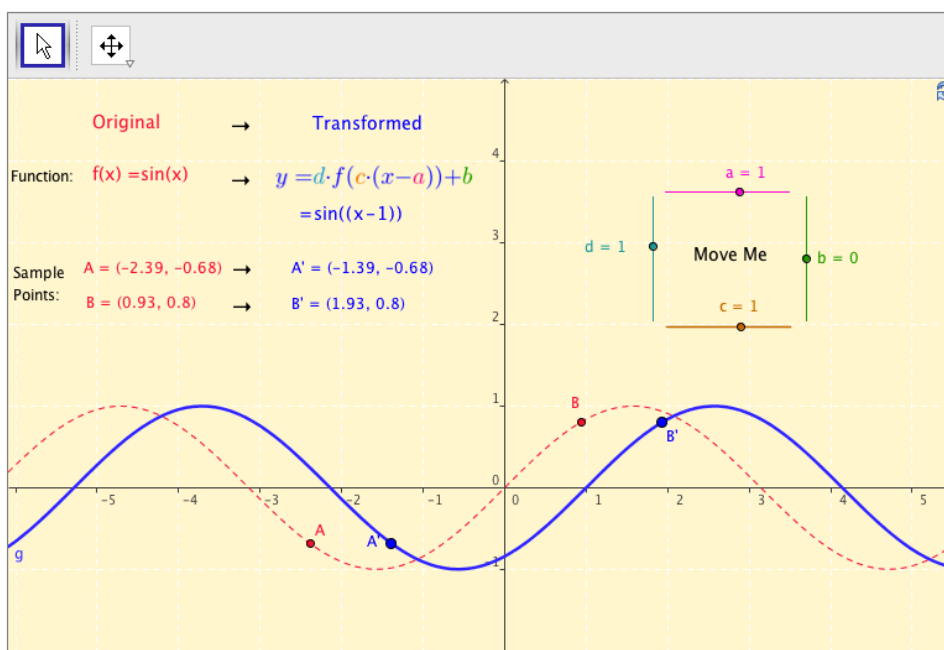 Original → Transformed
Function: f(x) =sin(x) → y =d·f(c·(x−a))+b
=sin((x−1))
Sample Points:
A = (-2.39, -0.68) → A' = (-1.39, -0.68)
B = (0.93, 0.8) → B' = (1.93, 0.8)
a = 1
d = 1
Move Me
b = 0
c = 1
4
3
2
1
0
-1
-5 -4 -3 -2 -1 0 1 2 3 4 5
B
B'
A
A'
g